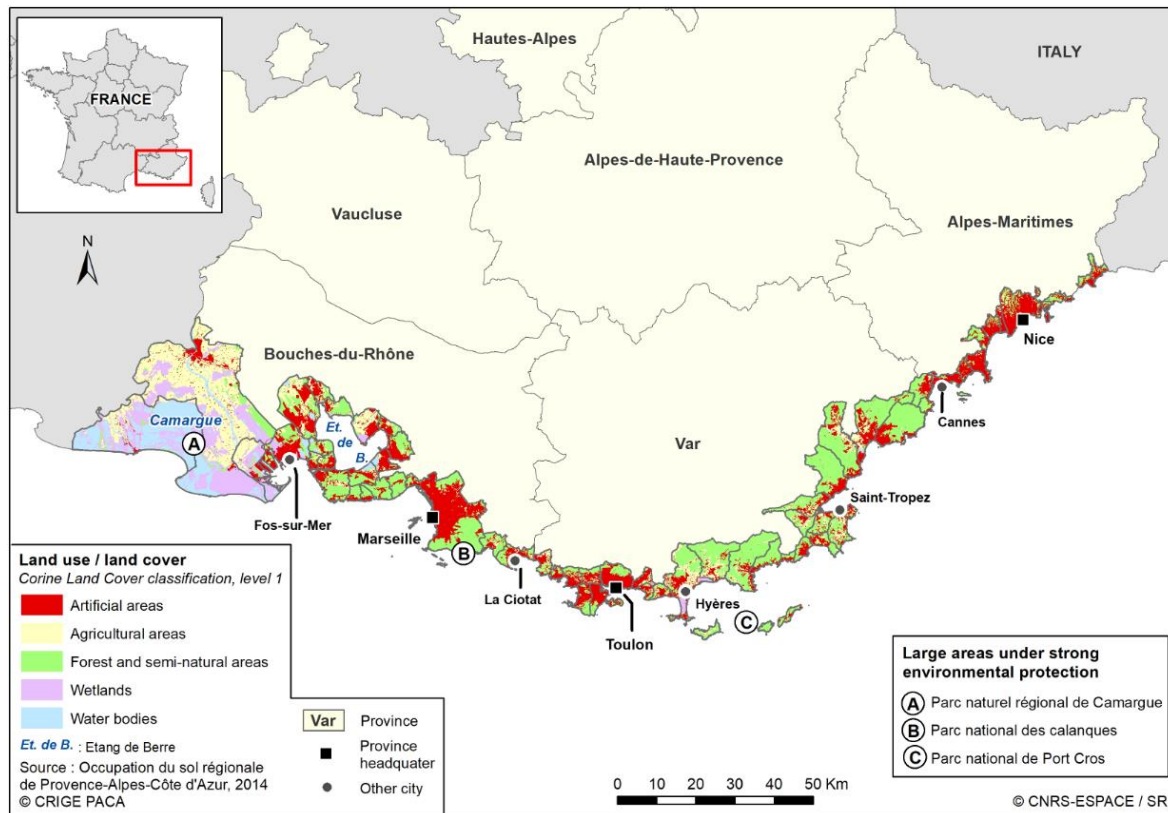 FRANCE
Hautes-Alpes
ITALY
Alpes-de-Haute-Provence
Vaucluse
Alpes-Maritimes
N
Bouches-du-Rhône
Nice
Camargue
A
Et.
de
B.
Var
Cannes
Saint-Tropez
Fos-sur-Mer
Marseille
B
La Ciotat
Hyères
C
Toulon
Land use / land cover
Corine Land Cover classification, level 1
Artificial areas
Agricultural areas
Forest and semi-natural areas
Wetlands
Water bodies
Et. de B. : Etang de Berre
Source : Occupation du sol régionale
de Provence-Alpes-Côte d'Azur, 2014
© CRIGE PACA
Var Province
Province
headquater
Other city
0 10 20 30 40 50 Km
Large areas under strong
environmental protection
A Parc naturel régional de Camargue
B Parc national des calanques
C Parc national de Port Cros
© CNRS-ESPACE / SR